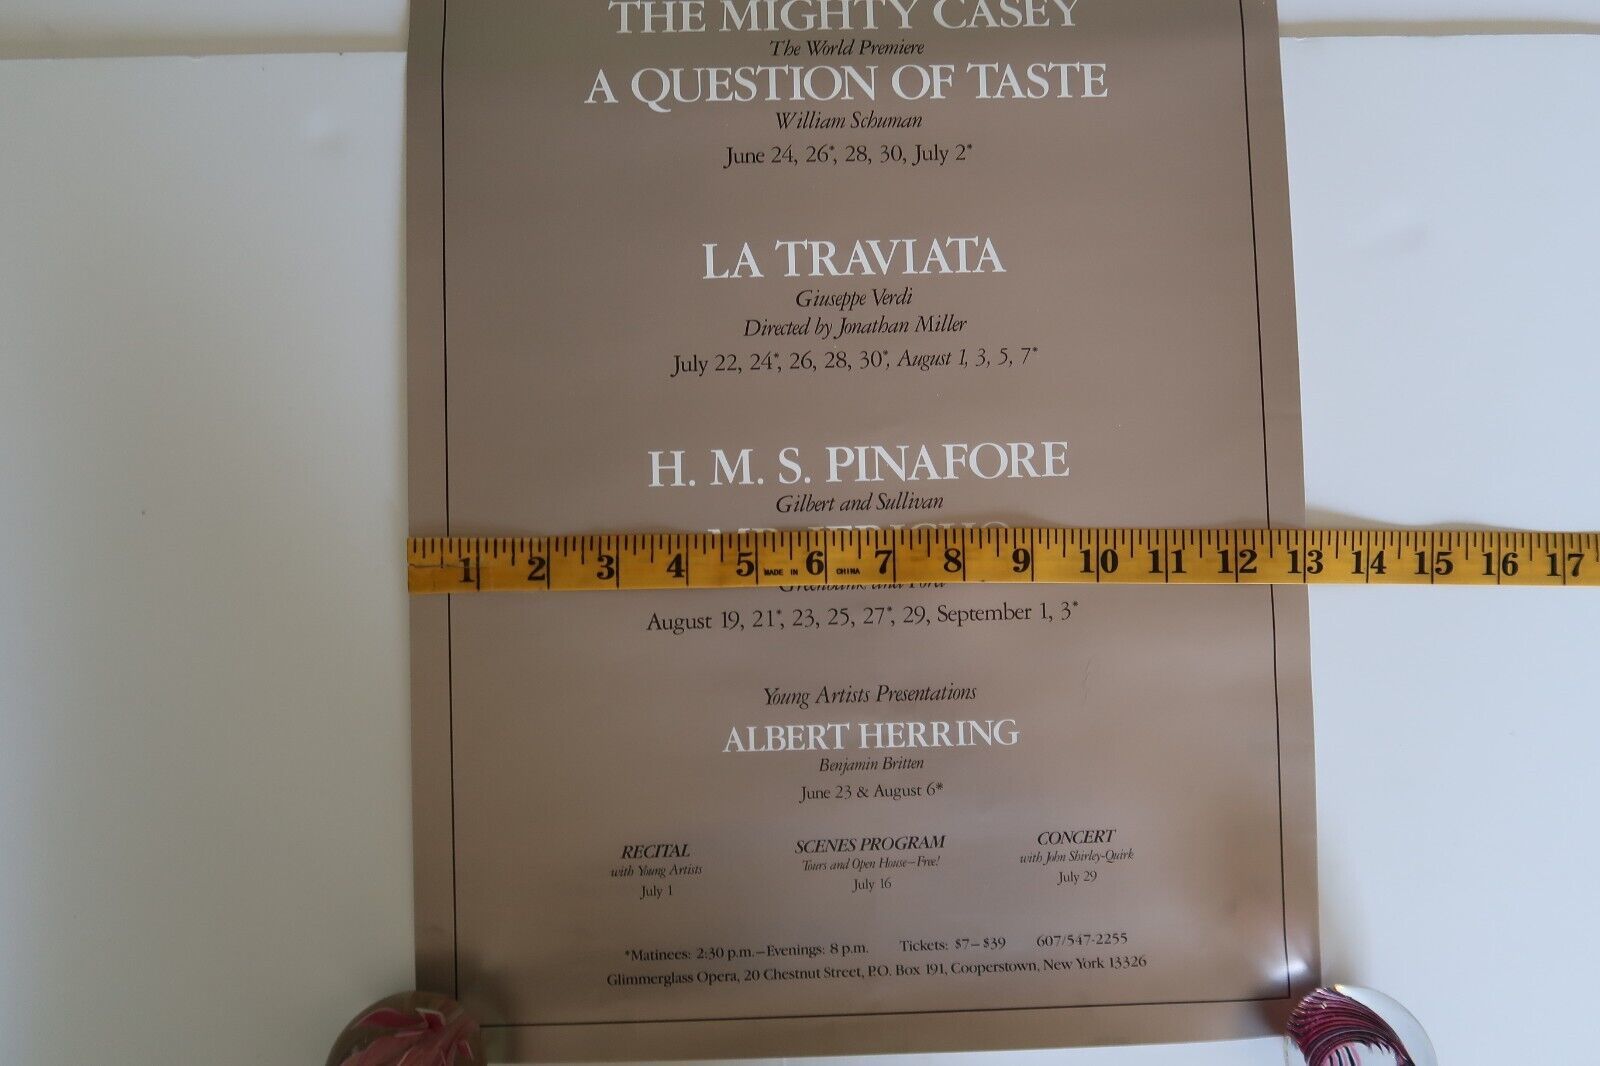 THE MIGHTY CASEY
The World Premiere
A QUESTION OF TASTE
William Schuman
June 24, 26*, 28, 30, July 2*
LA TRAVIATA
Giuseppe Verdi
Directed by Jonathan Miller
July 22, 24*, 26, 28, 30*, August 1, 3, 5, 7*
H. M. S. PINAFORE
Gilbert and Sullivan
MR. JERICHO
1 2 3 4 5 MADE IN 6 CHINA 7 8 9 10 11 12 13 14 15 16 17
Greenbank and Ford
August 19, 21*, 23, 25, 27*, 29, September 1, 3*
Young Artists Presentations
ALBERT HERRING
Benjamin Britten
June 23 & August 6*
RECITAL
with Young Artists
July 1
SCENES PROGRAM
Tours and Open House—Free!
July 16
CONCERT
with John Shirley-Quirk
July 29
*Matinees: 2:30 p.m.—Evenings: 8 p.m. Tickets: $7–$39 607/547-2255
Glimmerglass Opera, 20 Chestnut Street, P.O. Box 191, Cooperstown, New York 13326